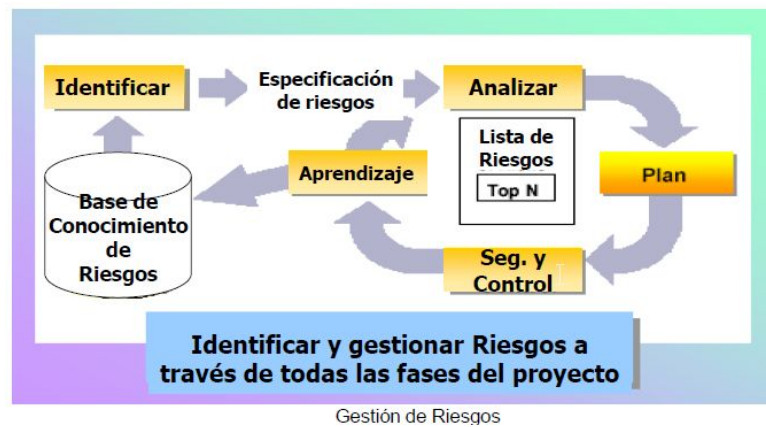 Identificar
Especificación
de riesgos
Analizar
Lista de
Riesgos
Top N
Aprendizaje
Plan
Base de
Conocimiento
de
Riesgos
Seg. y
Control
Identificar y gestionar Riesgos a
través de todas las fases del proyecto
Gestión de Riesgos